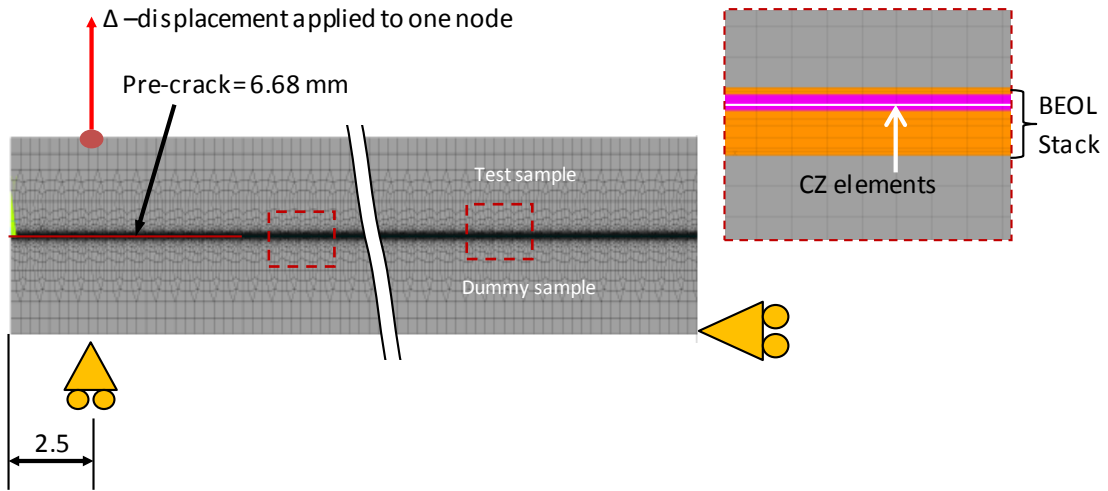 Δ –displacement applied to one node
Pre-crack=6.68 mm
Test sample
Dummy sample
2.5
BEOL
Stack
CZ elements